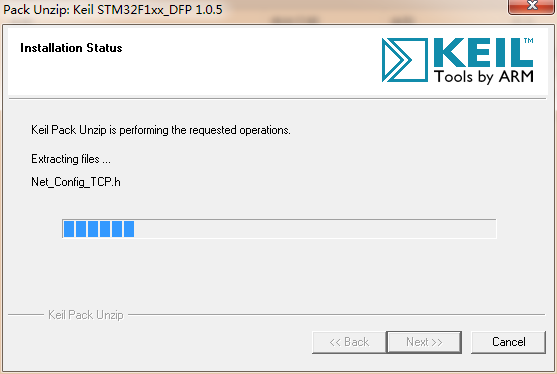 Pack Unzip: Keil STM32F1xx_DFP 1.0.5
Installation Status
KEIL™
Tools by ARM
Keil Pack Unzip is performing the requested operations.
Extracting files ...
Net_Config_TCP.h
Keil Pack Unzip
<< Back
Next >>
Cancel